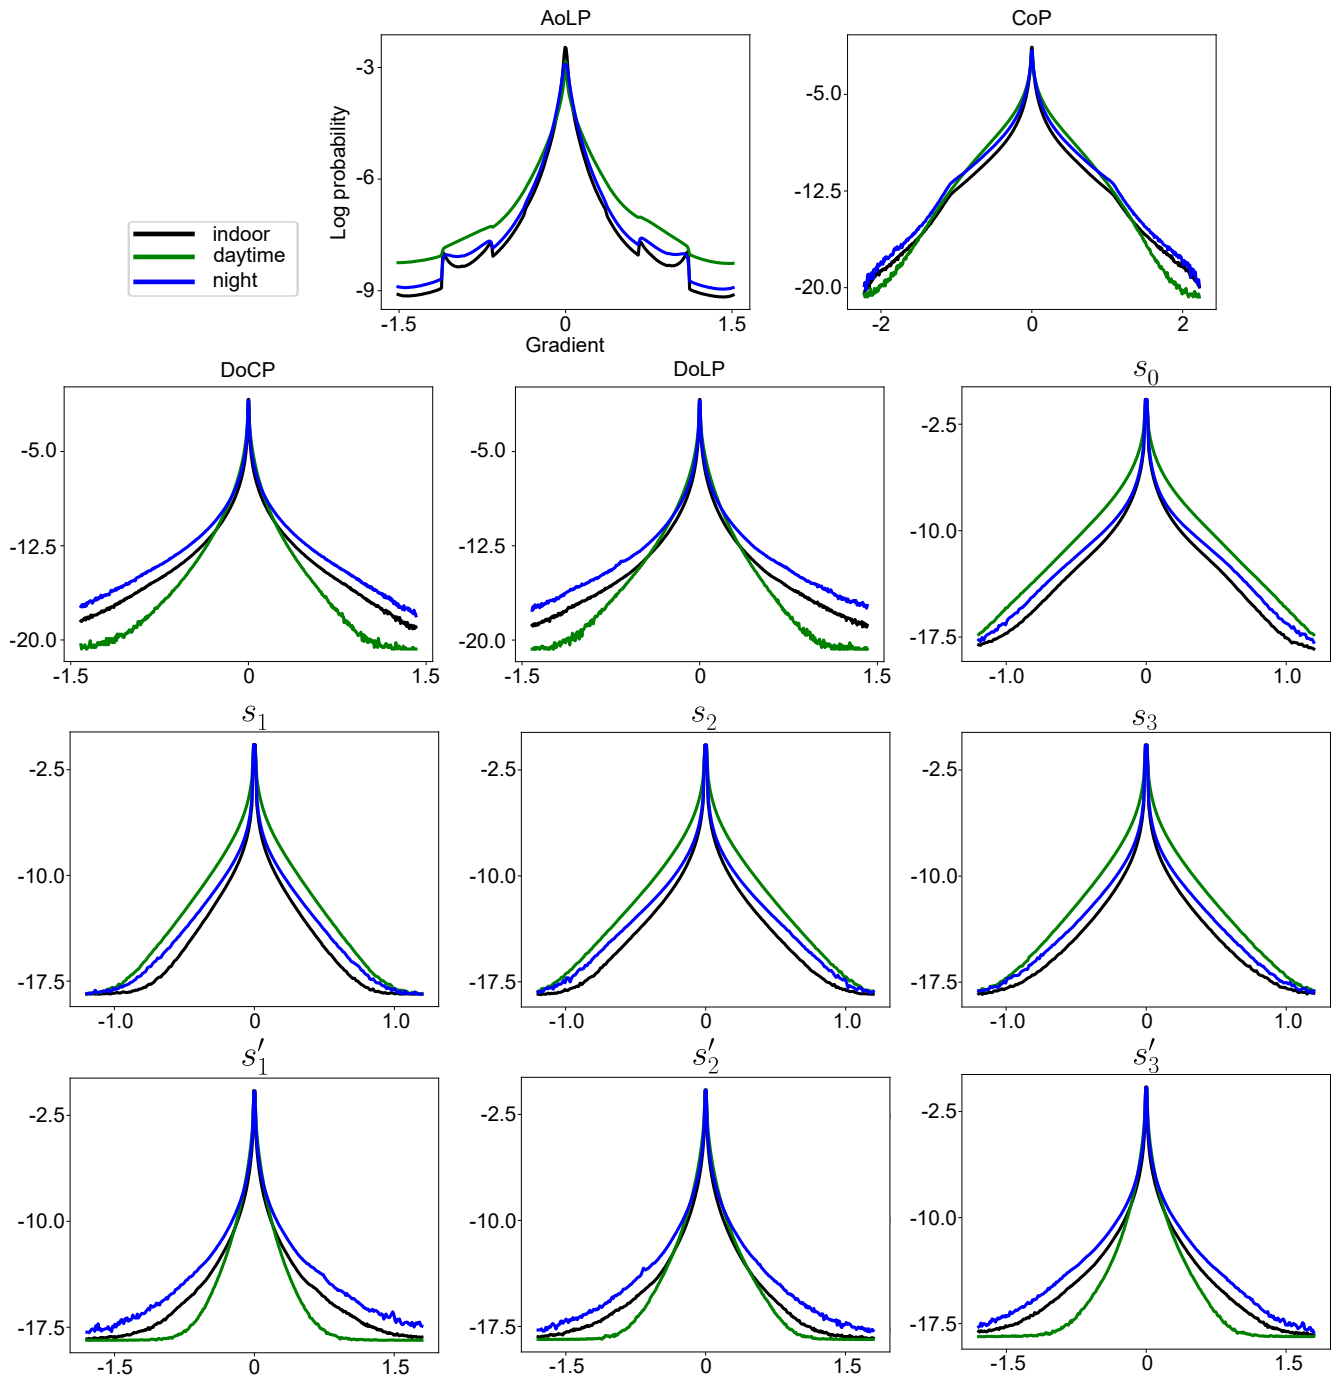 AoLP
CoP
Log probability
-3
-6
-9
-1.5 0 1.5
Gradient
-5.0
-12.5
-20.0
-2 0 2
indoor
daytime
night
DoCP
DoLP
s₀
-5.0
-12.5
-20.0
-1.5 0 1.5
-5.0
-12.5
-20.0
-1.5 0 1.5
-2.5
-10.0
-17.5
-1.0 0 1.0
s₁
s₂
s₃
-2.5
-10.0
-17.5
-1.0 0 1.0
-2.5
-10.0
-17.5
-1.0 0 1.0
-2.5
-10.0
-17.5
-1.0 0 1.0
s′₁
s′₂
s′₃
-2.5
-10.0
-17.5
-1.5 0 1.5
-2.5
-10.0
-17.5
-1.5 0 1.5
-2.5
-10.0
-17.5
-1.5 0 1.5